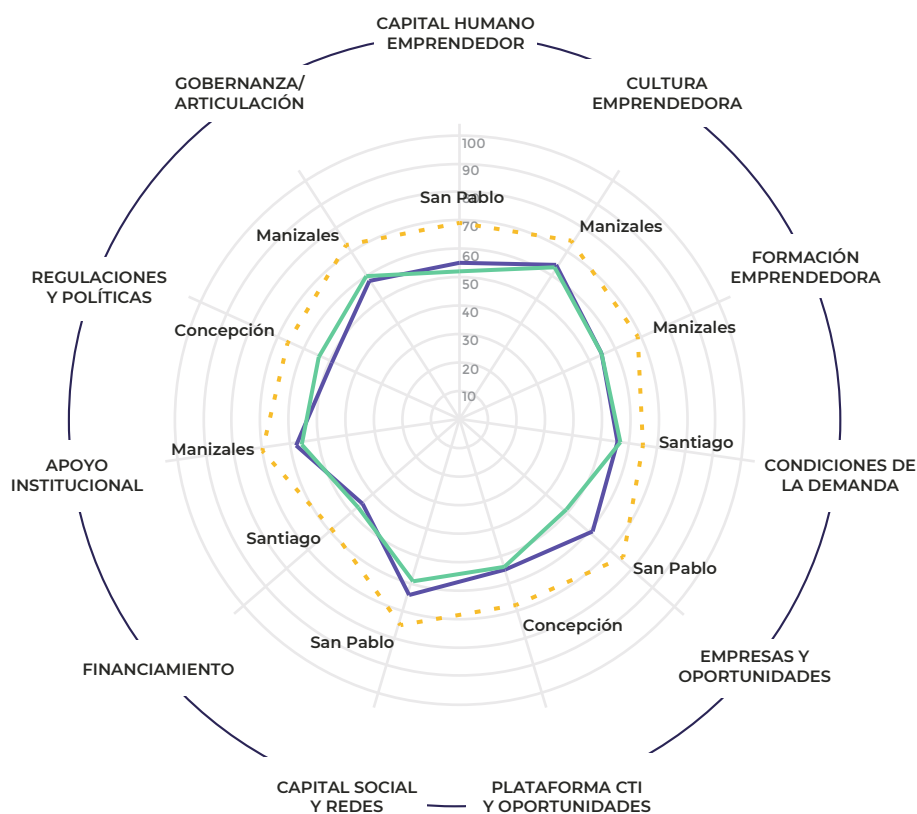 CAPITAL HUMANO
EMPRENDEDOR
GOBERNANZA/
ARTICULACIÓN
CULTURA
EMPRENDEDORA
100
90
San Pablo
80
70
Manizales
Manizales
60
FORMACIÓN
EMPRENDEDORA
REGULACIONES
Y POLÍTICAS
50
40
Concepción
Manizales
30
20
10
Manizales
Santiago
APOYO
INSTITUCIONAL
CONDICIONES DE
LA DEMANDA
Santiago
San Pablo
San Pablo
Concepción
FINANCIAMIENTO
EMPRESAS Y
OPORTUNIDADES
CAPITAL SOCIAL
Y REDES
PLATAFORMA CTI
Y OPORTUNIDADES